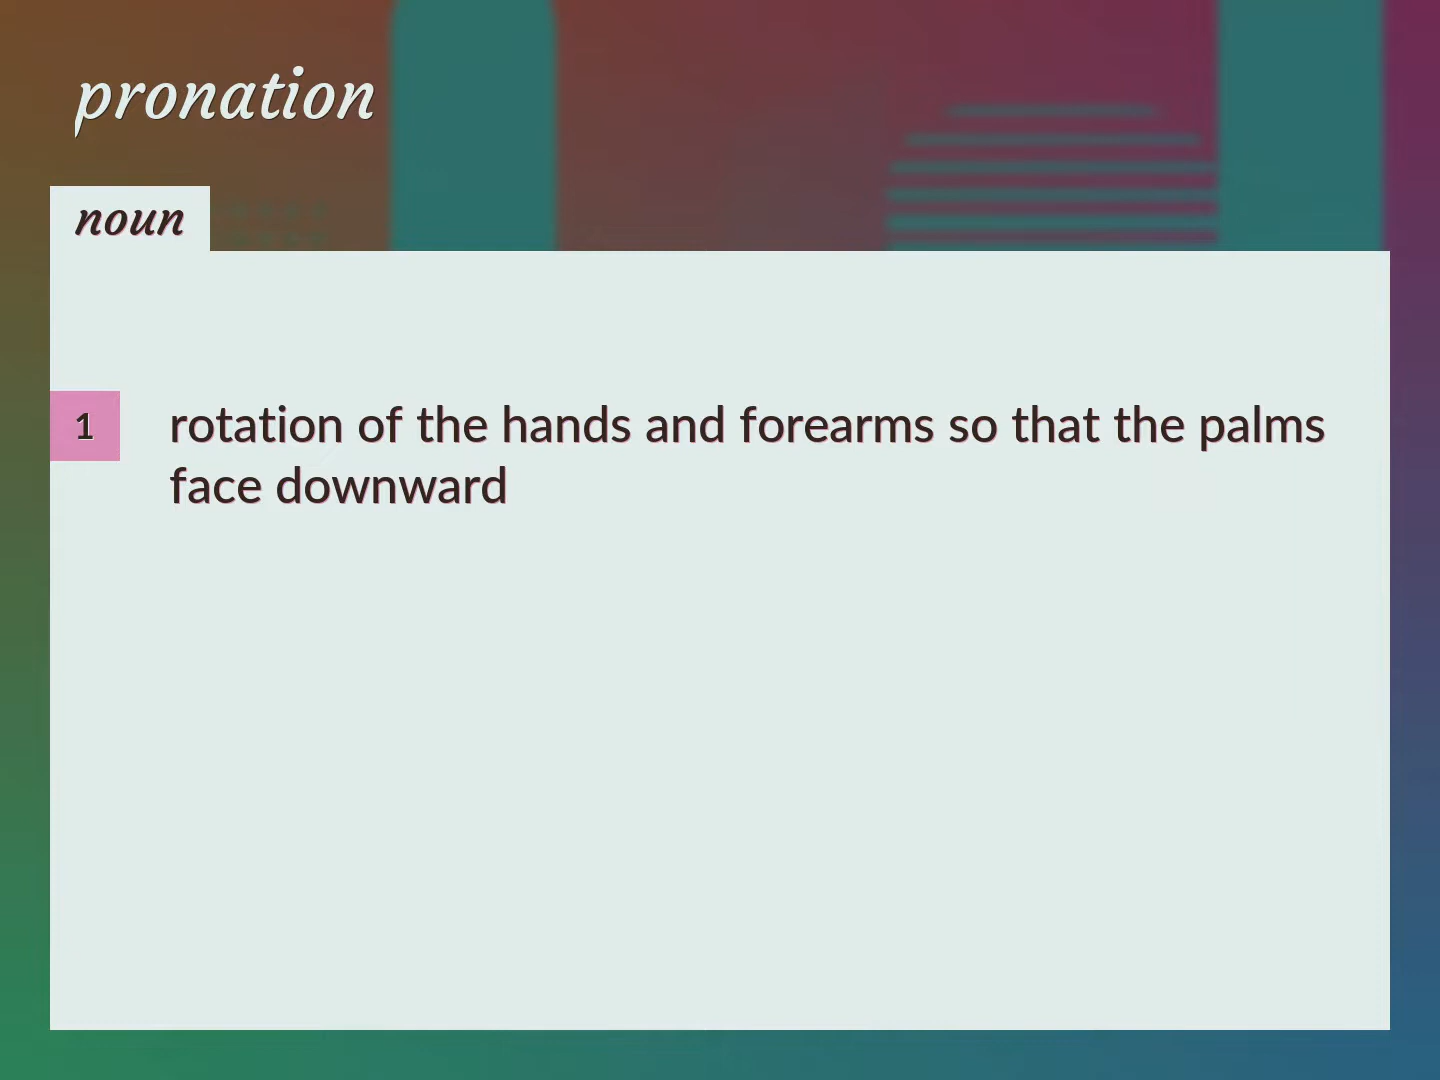 pronation
noun
1
rotation of the hands and forearms so that the palms
face downward